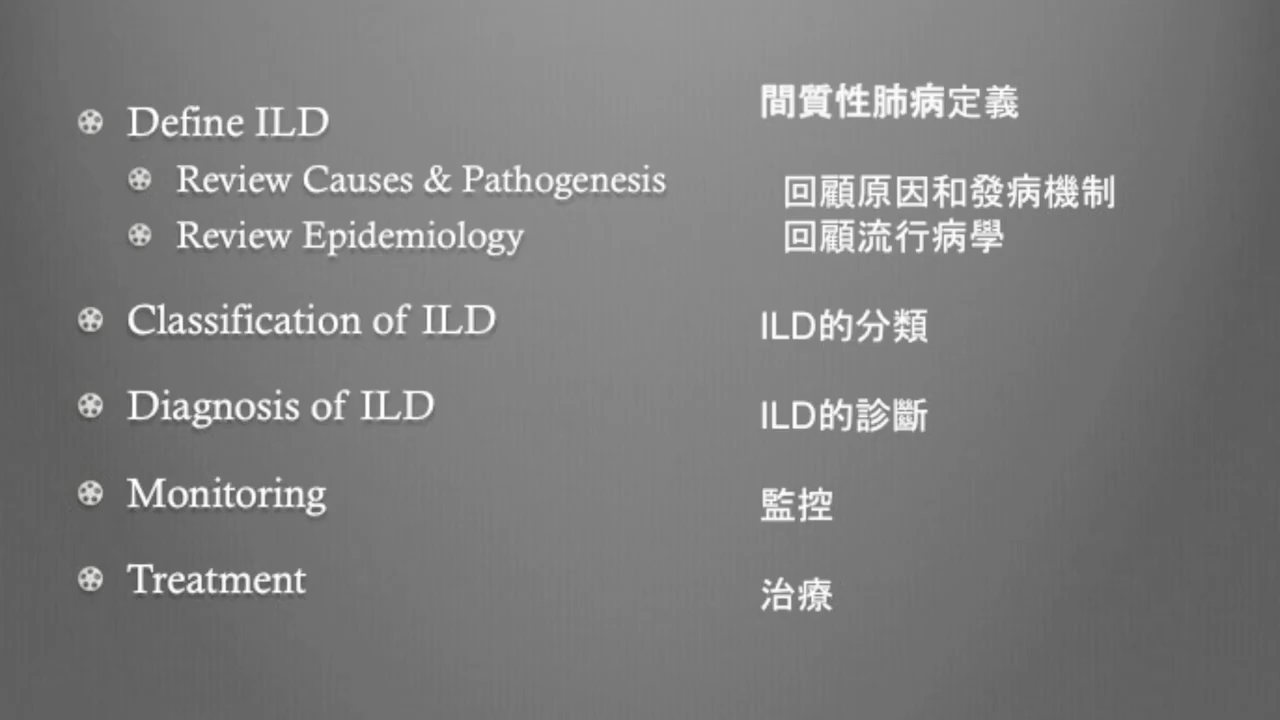 Define ILD
Review Causes & Pathogenesis
Review Epidemiology
Classification of ILD
Diagnosis of ILD
Monitoring
Treatment
間質性肺病定義
回顧原因和發病機制
回顧流行病學
ILD的分類
ILD的診斷
監控
治療